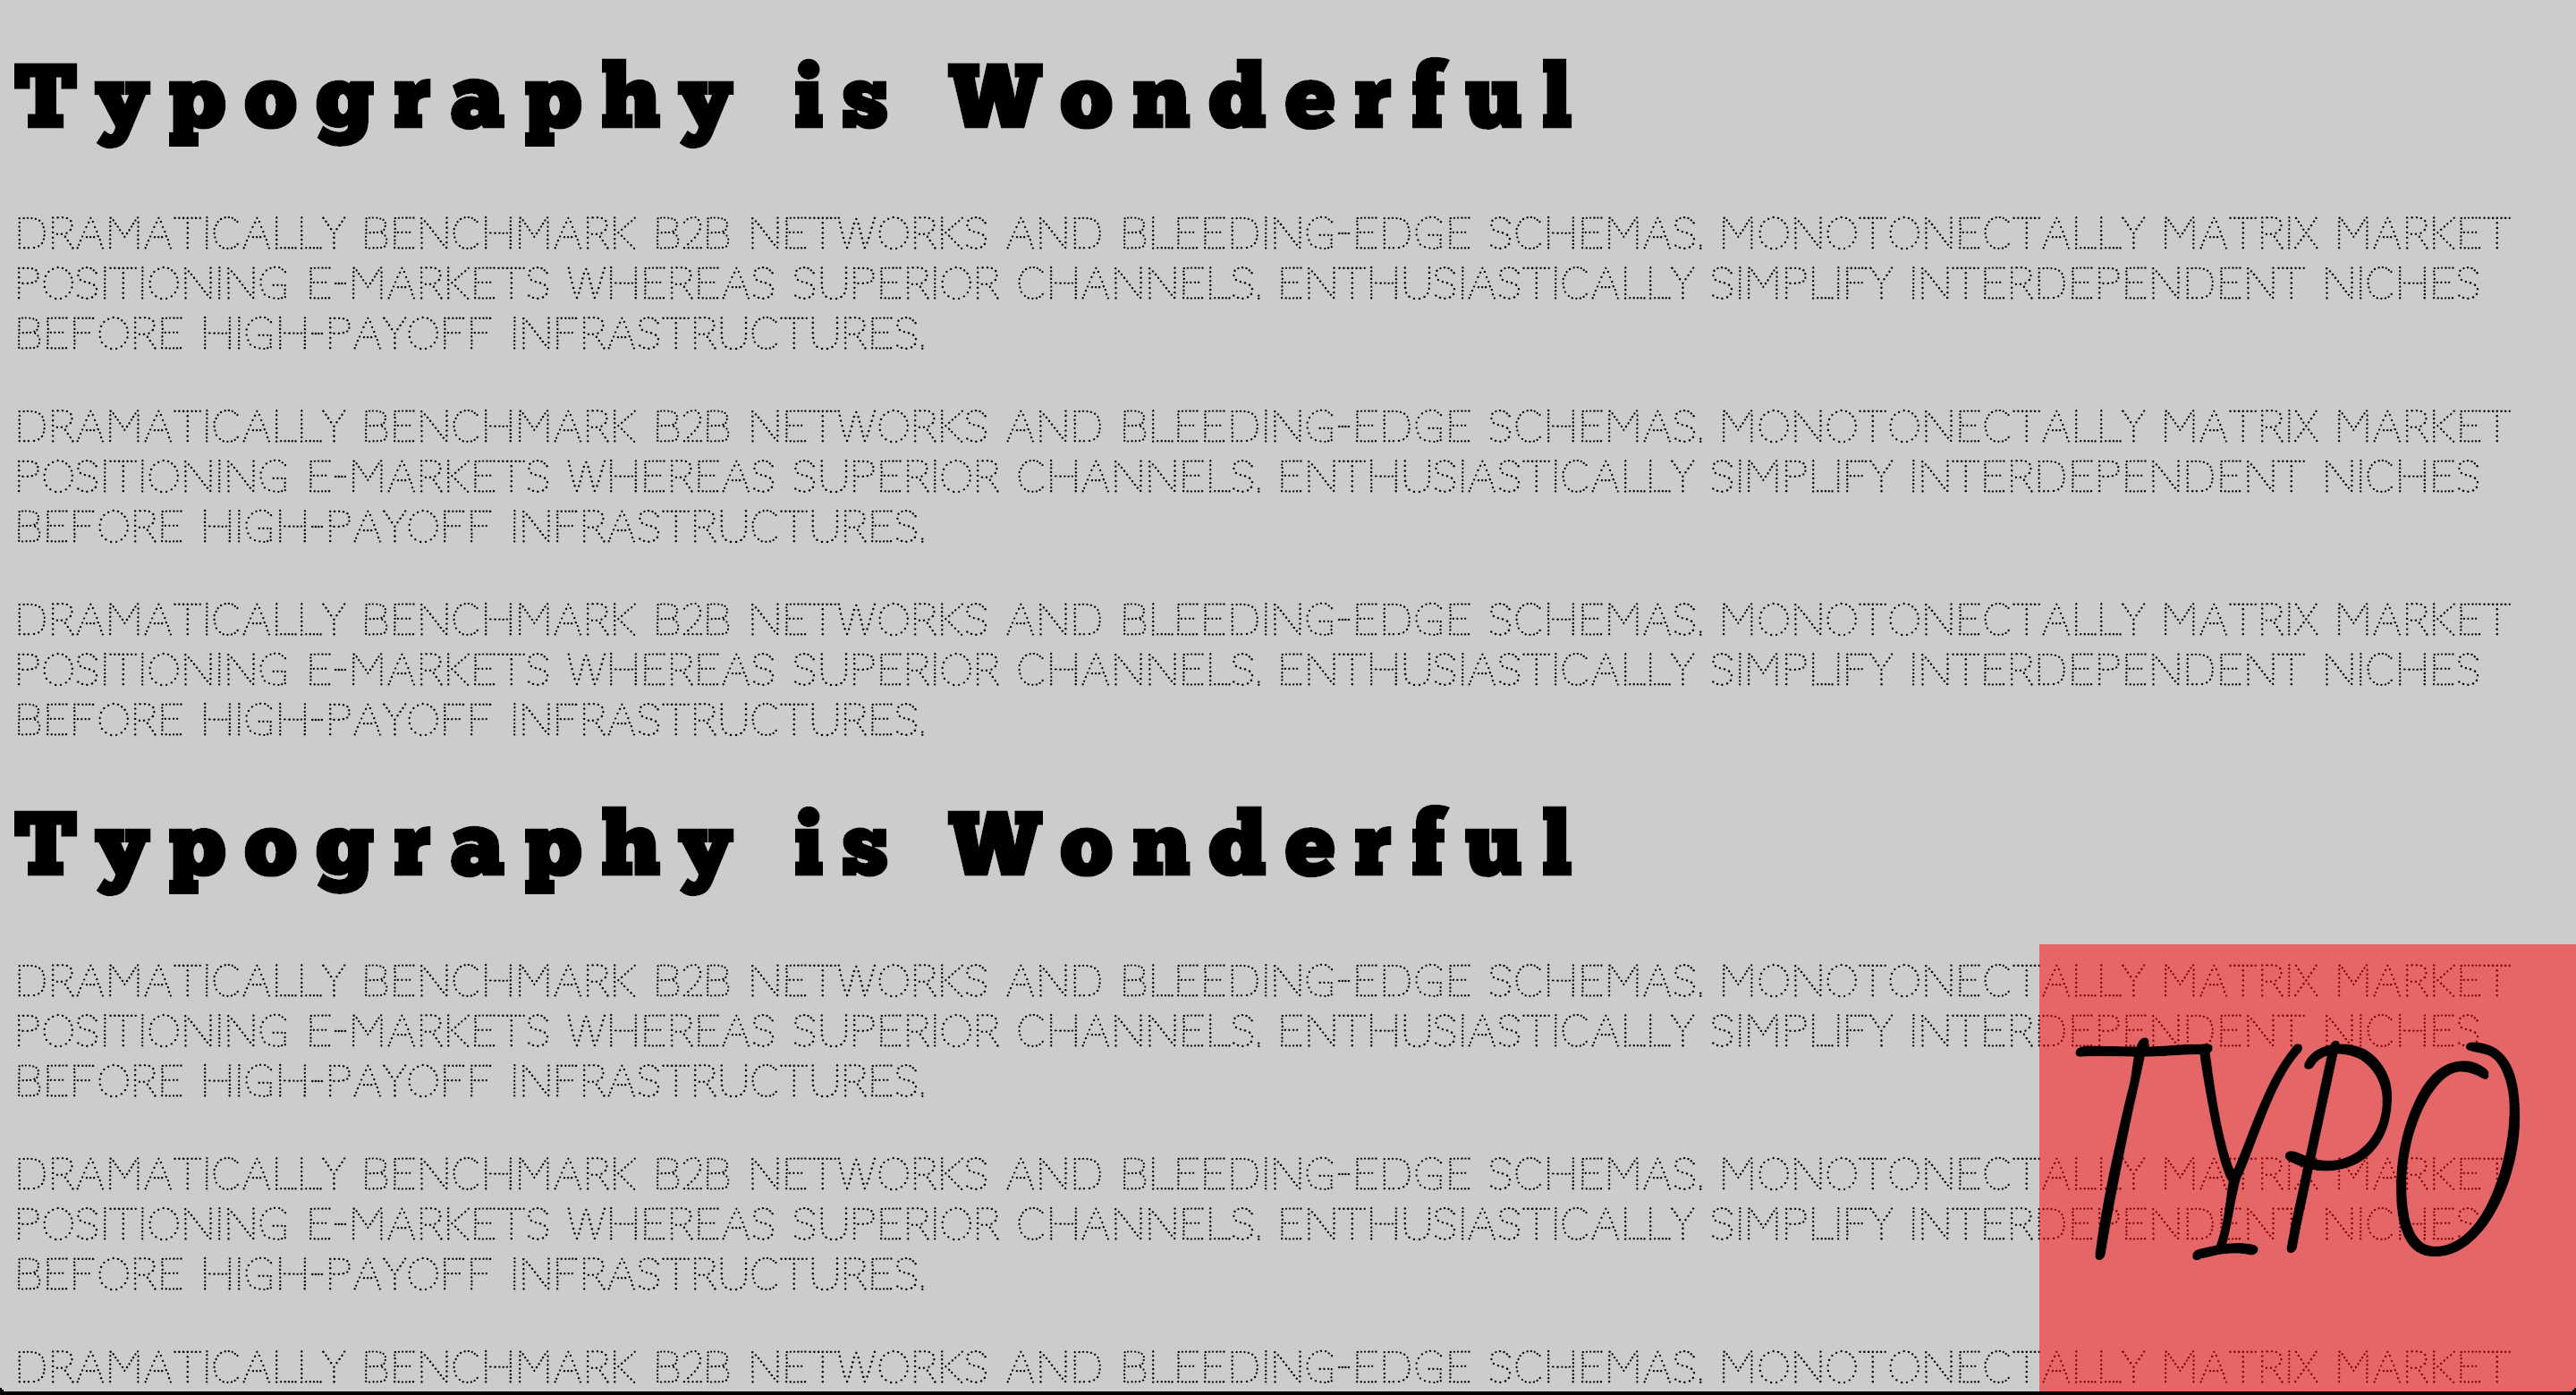 Typography is Wonderful
DRAMATICALLY BENCHMARK B2B NETWORKS AND BLEEDING-EDGE SCHEMAS. MONOTONECTALLY MATRIX MARKET
POSITIONING E-MARKETS WHEREAS SUPERIOR CHANNELS. ENTHUSIASTICALLY SIMPLIFY INTERDEPENDENT NICHES
BEFORE HIGH-PAYOFF INFRASTRUCTURES.
DRAMATICALLY BENCHMARK B2B NETWORKS AND BLEEDING-EDGE SCHEMAS. MONOTONECTALLY MATRIX MARKET
POSITIONING E-MARKETS WHEREAS SUPERIOR CHANNELS. ENTHUSIASTICALLY SIMPLIFY INTERDEPENDENT NICHES
BEFORE HIGH-PAYOFF INFRASTRUCTURES.
DRAMATICALLY BENCHMARK B2B NETWORKS AND BLEEDING-EDGE SCHEMAS. MONOTONECTALLY MATRIX MARKET
POSITIONING E-MARKETS WHEREAS SUPERIOR CHANNELS. ENTHUSIASTICALLY SIMPLIFY INTERDEPENDENT NICHES
BEFORE HIGH-PAYOFF INFRASTRUCTURES.
Typography is Wonderful
DRAMATICALLY BENCHMARK B2B NETWORKS AND BLEEDING-EDGE SCHEMAS. MONOTONECTALLY MATRIX MARKET
POSITIONING E-MARKETS WHEREAS SUPERIOR CHANNELS. ENTHUSIASTICALLY SIMPLIFY INTERDEPENDENT NICHES
BEFORE HIGH-PAYOFF INFRASTRUCTURES.
DRAMATICALLY BENCHMARK B2B NETWORKS AND BLEEDING-EDGE SCHEMAS. MONOTONECTALLY MATRIX MARKET
POSITIONING E-MARKETS WHEREAS SUPERIOR CHANNELS. ENTHUSIASTICALLY SIMPLIFY INTERDEPENDENT NICHES
BEFORE HIGH-PAYOFF INFRASTRUCTURES.
DRAMATICALLY BENCHMARK B2B NETWORKS AND BLEEDING-EDGE SCHEMAS. MONOTONECTALLY MATRIX MARKET
TYPO